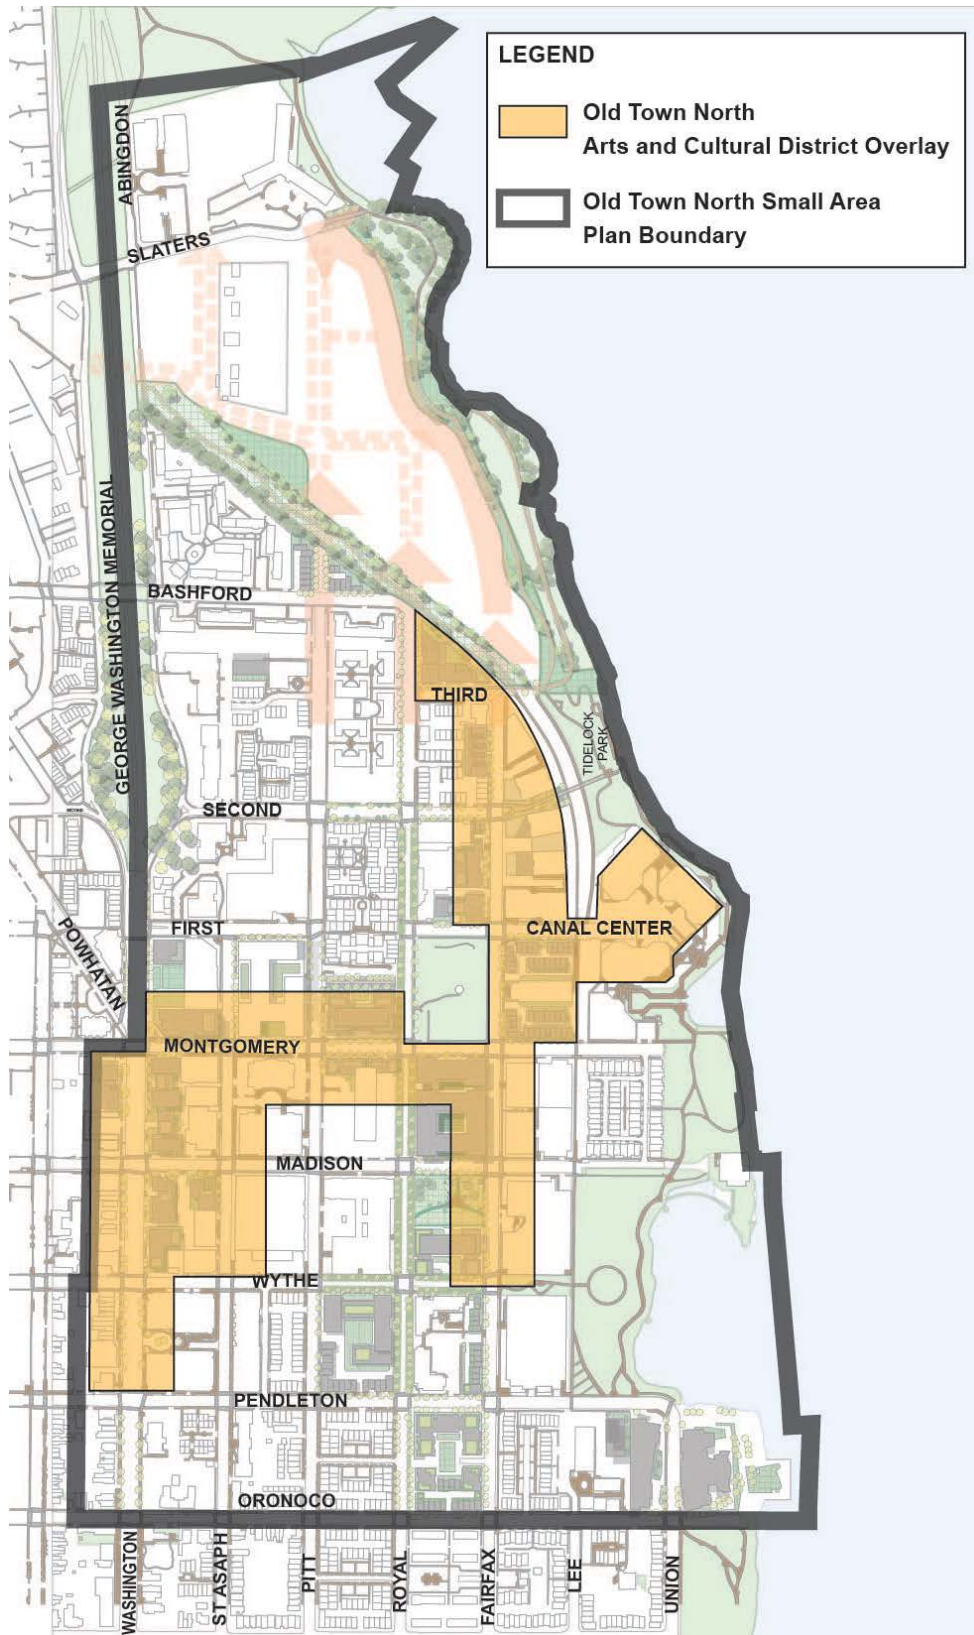 LEGEND
Old Town North
Arts and Cultural District Overlay
Old Town North Small Area
Plan Boundary
ABINGDON
SLATERS
GEORGE WASHINGTON MEMORIAL
BASHFORD
THIRD
TIDELOCK
PARK
SECOND
FIRST
CANAL CENTER
POWHATAN
MONTGOMERY
MADISON
WYTHE
PENDLETON
ORONOCO
WASHINGTON
ST ASAPH
PITT
ROYAL
FAIRFAX
LEE
UNION